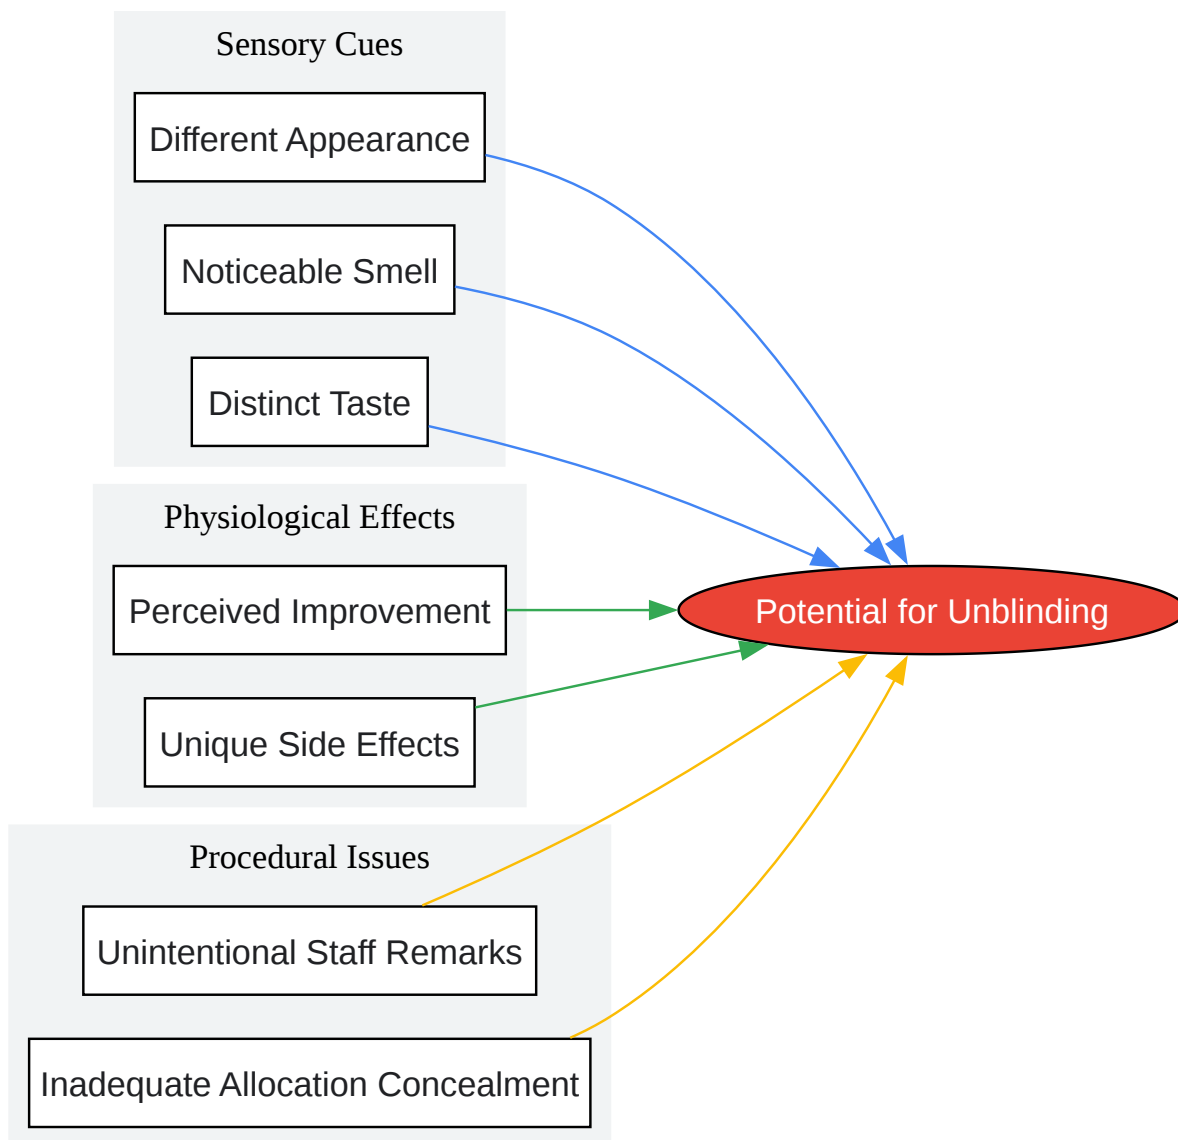 Sensory Cues
Different Appearance
Noticeable Smell
Distinct Taste
Physiological Effects
Perceived Improvement
Potential for Unblinding
Unique Side Effects
Procedural Issues
Unintentional Staff Remarks
Inadequate Allocation Concealment